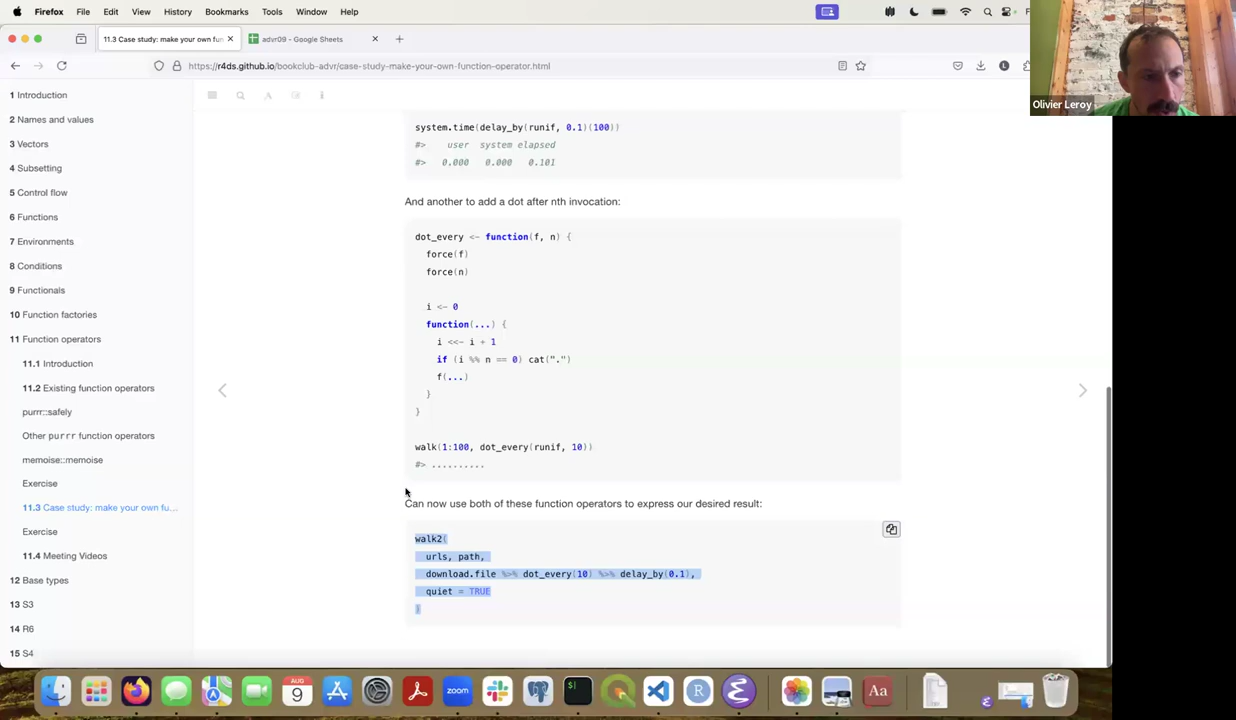 Firefox File Edit View History Bookmarks Tools Window Help
11.3 Case study: make your own fun
advr09 - Google Sheets
https://r4ds.github.io/bookclub-advr/case-study-make-your-own-function-operator.html
Olivier Leroy
1 Introduction
2 Names and values
3 Vectors
4 Subsetting
5 Control flow
6 Functions
7 Environments
8 Conditions
9 Functionals
10 Function factories
11 Function operators
11.1 Introduction
11.2 Existing function operators
purrr::safely
Other purrr function operators
memoise::memoise
Exercise
11.3 Case study: make your own fu...
Exercise
11.4 Meeting Videos
12 Base types
13 S3
14 R6
15 S4
system.time(delay_by(runif, 0.1)(100))
#> user system elapsed
#> 0.000 0.000 0.101
And another to add a dot after nth invocation:
dot_every <- function(f, n) {
force(f)
force(n)
i <- 0
function(...) {
i <<- i + 1
if (i %% n == 0) cat(".")
f(...)
}
}
walk(1:100, dot_every(runif, 10))
#> ..........
Can now use both of these function operators to express our desired result:
walk2(
urls, path,
download.file %>% dot_every(10) %>% delay_by(0.1),
quiet = TRUE
)
AUG
9
zoom
$
R
Aa